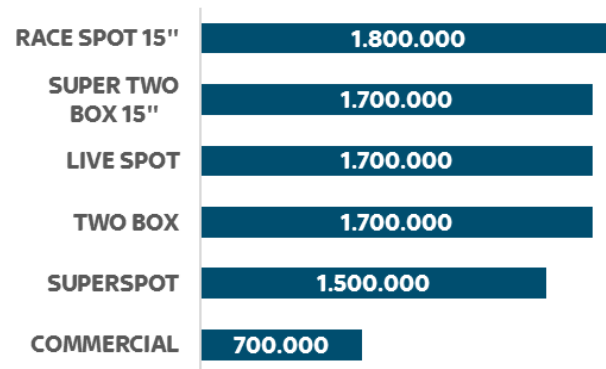 RACE SPOT 15"
1.800.000
SUPER TWO
BOX 15"
1.700.000
LIVE SPOT
1.700.000
TWO BOX
1.700.000
SUPERSPOT
1.500.000
COMMERCIAL
700.000